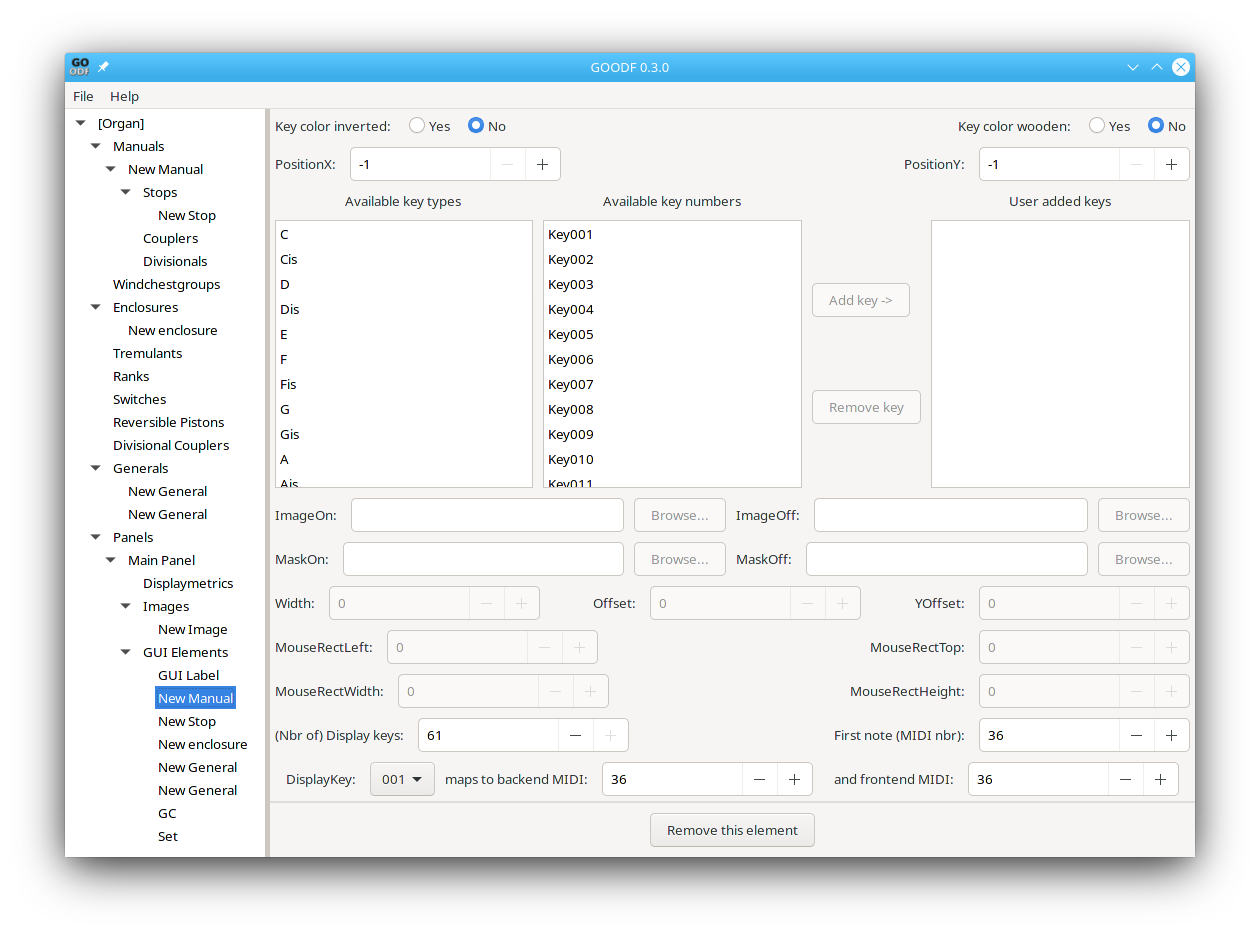 GO
ODF
GOODF 0.3.0
File Help
[Organ]
Manuals
New Manual
Stops
New Stop
Couplers
Divisionals
Windchestgroups
Enclosures
New enclosure
Tremulants
Ranks
Switches
Reversible Pistons
Divisional Couplers
Generals
New General
New General
Panels
Main Panel
Displaymetrics
Images
New Image
GUI Elements
GUI Label
New Manual
New Stop
New enclosure
New General
New General
GC
Set
Key color inverted: Yes No Key color wooden: Yes No
PositionX: -1 PositionY: -1
Available key types
C
Cis
D
Dis
E
F
Fis
G
Gis
A
Ais
Available key numbers
Key001
Key002
Key003
Key004
Key005
Key006
Key007
Key008
Key009
Key010
Key011
Add key ->
Remove key
User added keys
ImageOn: Browse... ImageOff: Browse...
MaskOn: Browse... MaskOff: Browse...
Width: 0 Offset: 0 YOffset: 0
MouseRectLeft: 0 MouseRectTop: 0
MouseRectWidth: 0 MouseRectHeight: 0
(Nbr of) Display keys: 61 First note (MIDI nbr): 36
DisplayKey: 001 maps to backend MIDI: 36 and frontend MIDI: 36
Remove this element